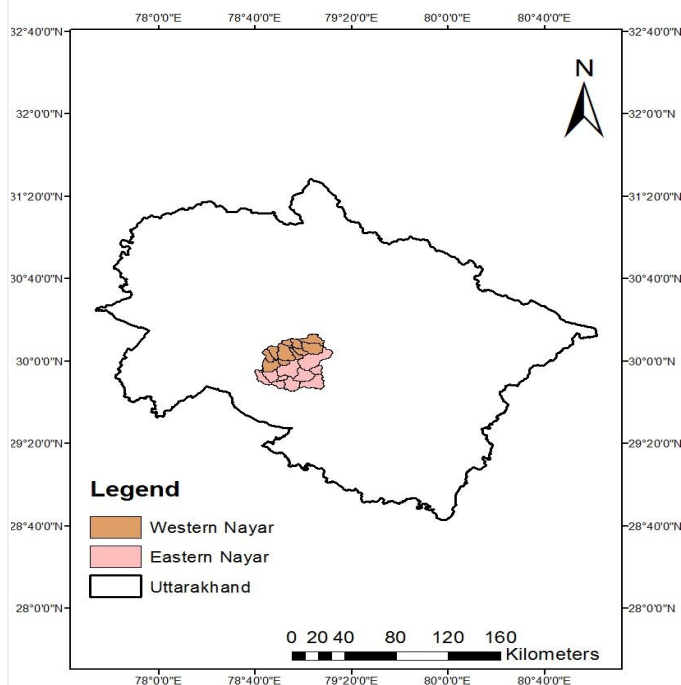 78°0'0"E 78°40'0"E 79°20'0"E 80°0'0"E 80°40'0"E
32°40'0"N 32°40'0"N
N
32°0'0"N 32°0'0"N
31°20'0"N 31°20'0"N
30°40'0"N 30°40'0"N
30°0'0"N 30°0'0"N
29°20'0"N 29°20'0"N
Legend
28°40'0"N 28°40'0"N
Western Nayar
Eastern Nayar
Uttarakhand
28°0'0"N 28°0'0"N
0 20 40 80 120 160
Kilometers
78°0'0"E 78°40'0"E 79°20'0"E 80°0'0"E 80°40'0"E